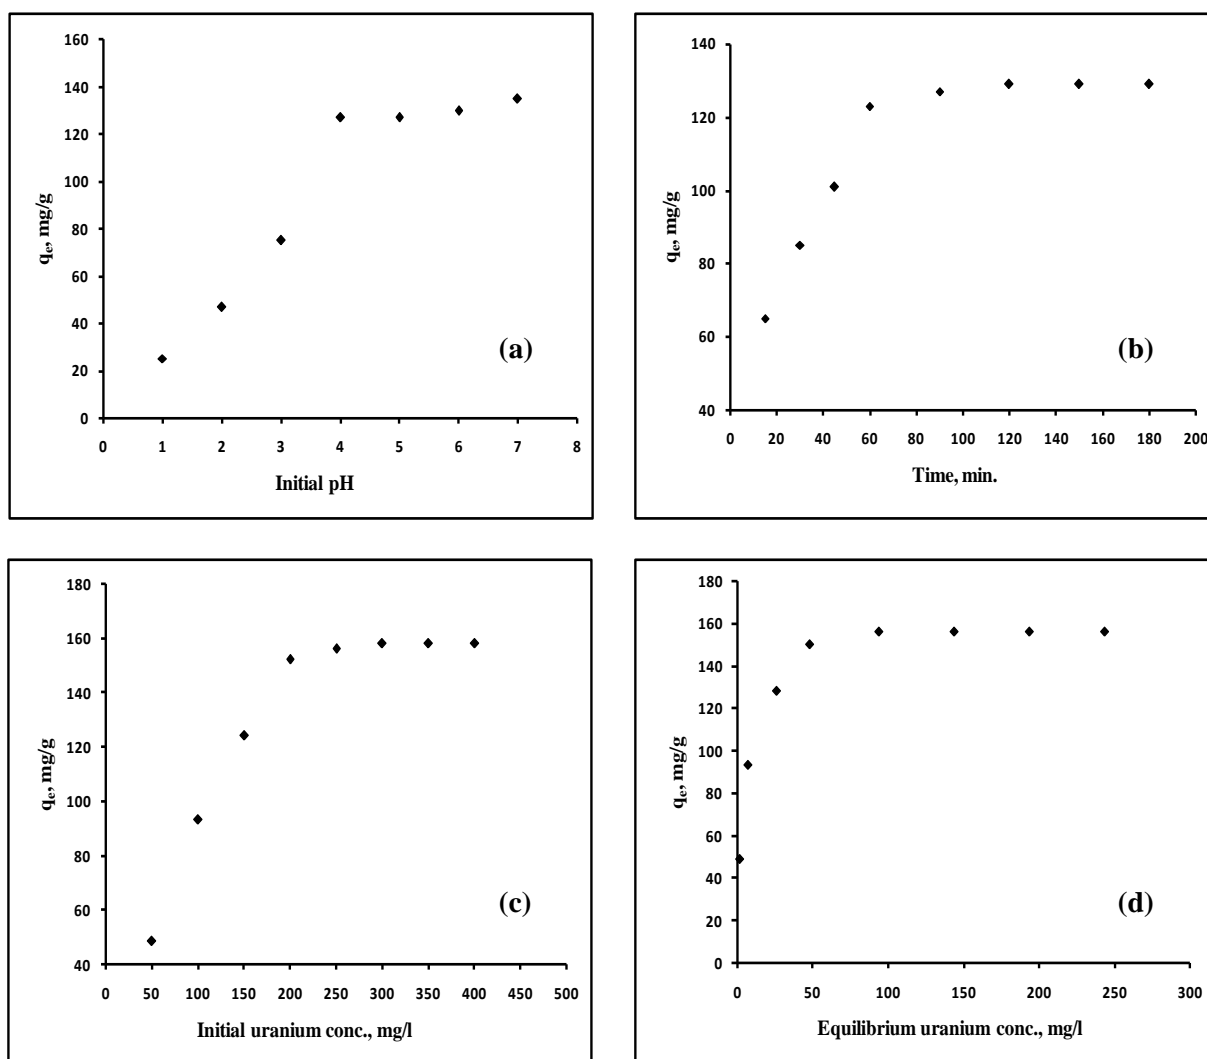 160
140
120
100
80
60
40
20
0
qe, mg/g
0 1 2 3 4 5 6 7 8
Initial pH
(a)
140
120
100
80
60
40
qe, mg/g
0 20 40 60 80 100 120 140 160 180 200
Time, min.
(b)
180
160
140
120
100
80
60
40
qe, mg/g
0 50 100 150 200 250 300 350 400 450 500
Initial uranium conc., mg/l
(c)
180
160
140
120
100
80
60
40
20
0
qe, mg/g
0 50 100 150 200 250 300
Equilibrium uranium conc., mg/l
(d)